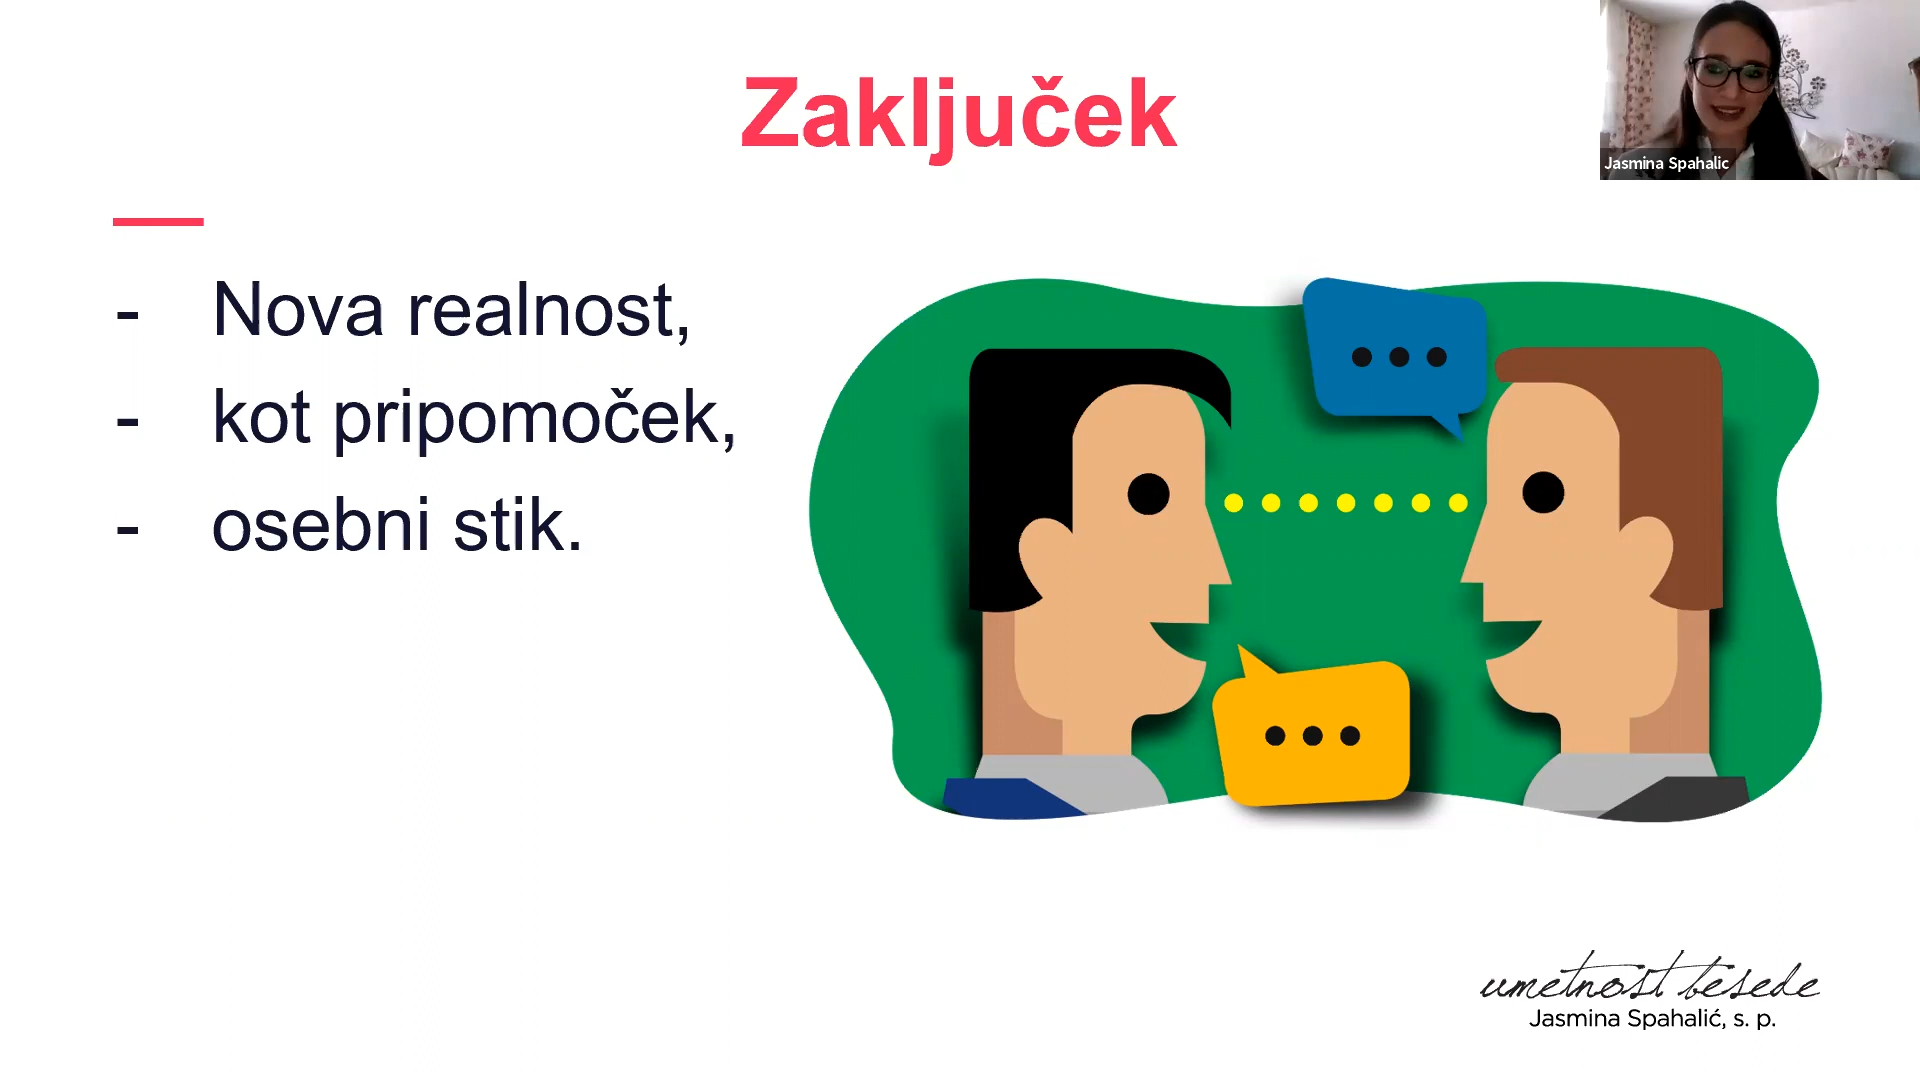 Zaključek
Jasmina Spahalic
- Nova realnost,
- kot pripomoček,
- osebni stik.
umetnost besede
Jasmina Spahalić, s. p.